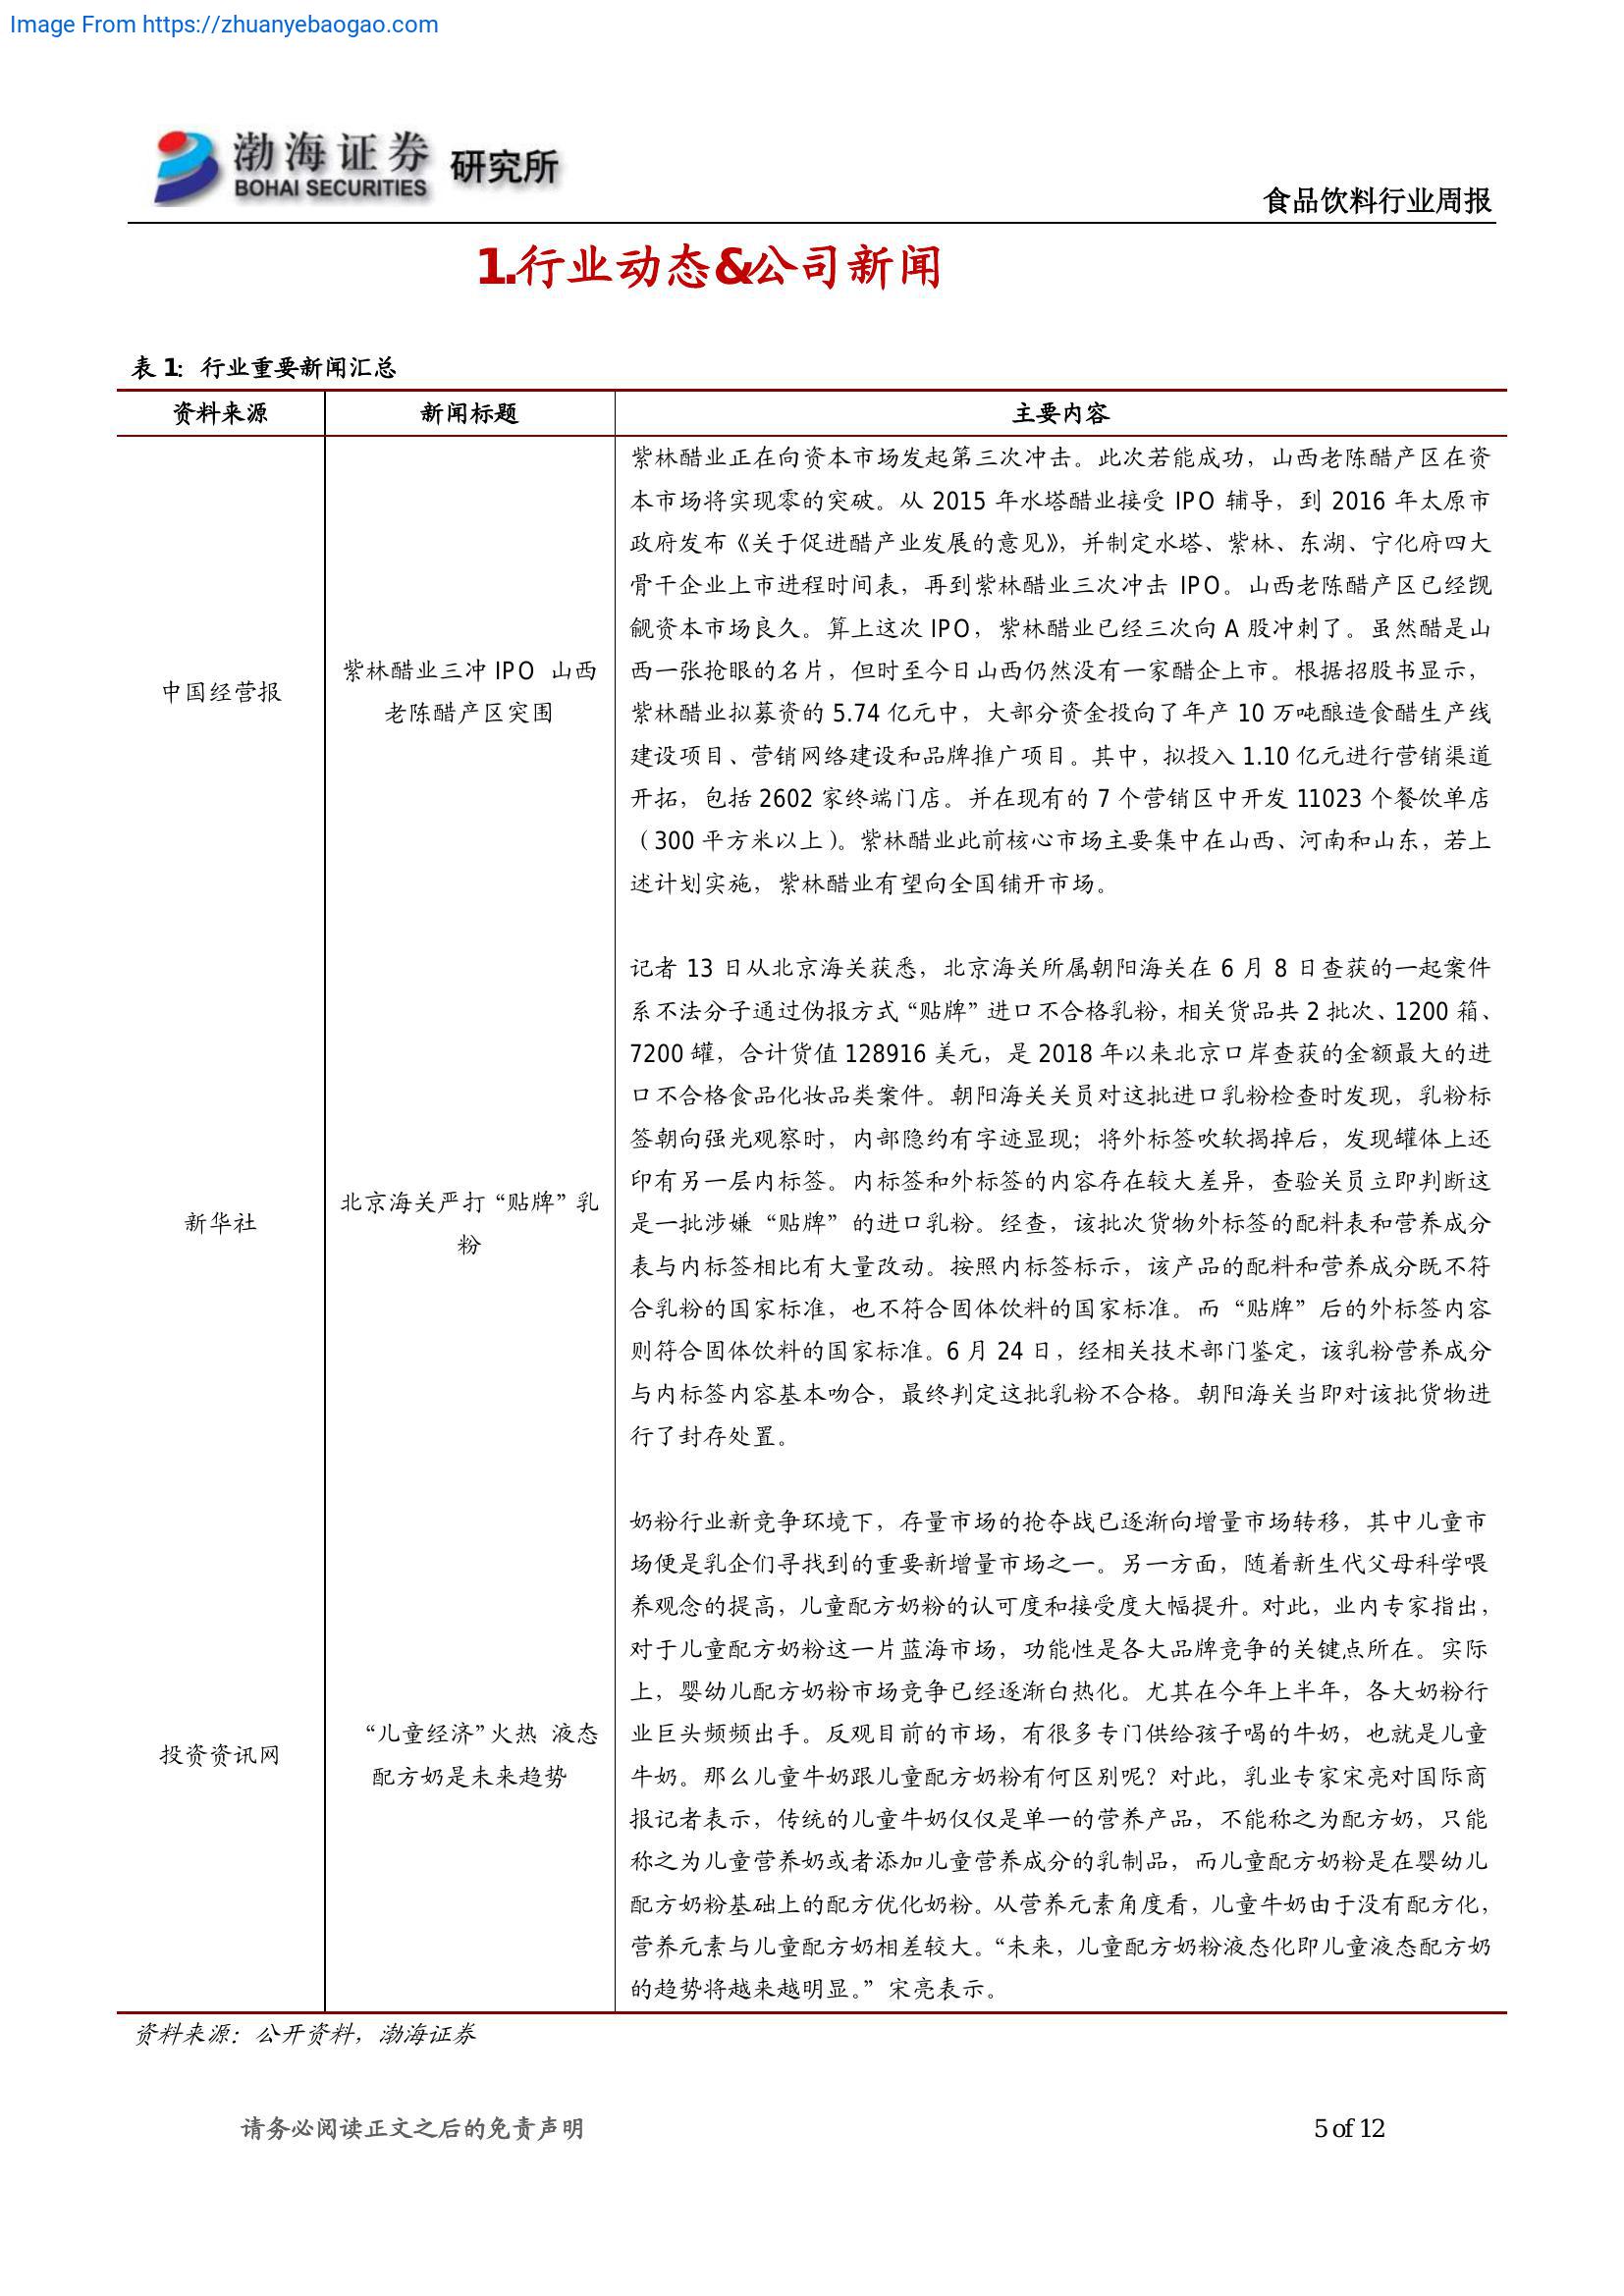 Image From https://zhuanyebaogao.com
渤海证券 研究所
BOHAI SECURITIES
食品饮料行业周报
1.行业动态&公司新闻
表 1：行业重要新闻汇总
资料来源 新闻标题 主要内容
紫林醋业正在向资本市场发起第三次冲击。此次若能成功，山西老陈醋产区在资
本市场将实现零的突破。从 2015 年水塔醋业接受 IPO 辅导，到 2016 年太原市
政府发布《关于促进醋产业发展的意见》，并制定水塔、紫林、东湖、宁化府四大
骨干企业上市进程时间表，再到紫林醋业三次冲击 IPO。山西老陈醋产区已经觊
觎资本市场良久。算上这次 IPO，紫林醋业已经三次向 A 股冲刺了。虽然醋是山
中国经营报
紫林醋业三冲 IPO 山西
老陈醋产区突围
西一张抢眼的名片，但时至今日山西仍然没有一家醋企上市。根据招股书显示，
紫林醋业拟募资的 5.74 亿元中，大部分资金投向了年产 10 万吨酿造食醋生产线
建设项目、营销网络建设和品牌推广项目。其中，拟投入 1.10 亿元进行营销渠道
开拓，包括 2602 家终端门店。并在现有的 7 个营销区中开发 11023 个餐饮单店
（300 平方米以上）。紫林醋业此前核心市场主要集中在山西、河南和山东，若上
述计划实施，紫林醋业有望向全国铺开市场。
记者 13 日从北京海关获悉，北京海关所属朝阳海关在 6 月 8 日查获的一起案件
系不法分子通过伪报方式“贴牌”进口不合格乳粉，相关货品共 2 批次、1200 箱、
7200 罐，合计货值 128916 美元，是 2018 年以来北京口岸查获的金额最大的进
口不合格食品化妆品类案件。朝阳海关关员对这批进口乳粉检查时发现，乳粉标
签朝向强光观察时，内部隐约有字迹显现；将外标签吹软揭掉后，发现罐体上还
印有另一层内标签。内标签和外标签的内容存在较大差异，查验关员立即判断这
新华社
北京海关严打“贴牌”乳
粉
是一批涉嫌“贴牌”的进口乳粉。经查，该批次货物外标签的配料表和营养成分
表与内标签相比有大量改动。按照内标签标示，该产品的配料和营养成分既不符
合乳粉的国家标准，也不符合固体饮料的国家标准。而“贴牌”后的外标签内容
则符合固体饮料的国家标准。6 月 24 日，经相关技术部门鉴定，该乳粉营养成分
与内标签内容基本吻合，最终判定这批乳粉不合格。朝阳海关当即对该批货物进
行了封存处置。
奶粉行业新竞争环境下，存量市场的抢夺战已逐渐向增量市场转移，其中儿童市
场便是乳企们寻找到的重要新增量市场之一。另一方面，随着新生代父母科学喂
养观念的提高，儿童配方奶粉的认可度和接受度大幅提升。对此，业内专家指出，
对于儿童配方奶粉这一片蓝海市场，功能性是各大品牌竞争的关键点所在。实际
上，婴幼儿配方奶粉市场竞争已经逐渐白热化。尤其在今年上半年，各大奶粉行
投资资讯网
“儿童经济”火热 液态
配方奶是未来趋势
业巨头频频出手。反观目前的市场，有很多专门供给孩子喝的牛奶，也就是儿童
牛奶。那么儿童牛奶跟儿童配方奶粉有何区别呢？对此，乳业专家宋亮对国际商
报记者表示，传统的儿童牛奶仅仅是单一的营养产品，不能称之为配方奶，只能
称之为儿童营养奶或者添加儿童营养成分的乳制品，而儿童配方奶粉是在婴幼儿
配方奶粉基础上的配方优化奶粉。从营养元素角度看，儿童牛奶由于没有配方化，
营养元素与儿童配方奶相差较大。“未来，儿童配方奶粉液态化即儿童液态配方奶
的趋势将越来越明显。”宋亮表示。
资料来源：公开资料，渤海证券
请务必阅读正文之后的免责声明
5 of 12